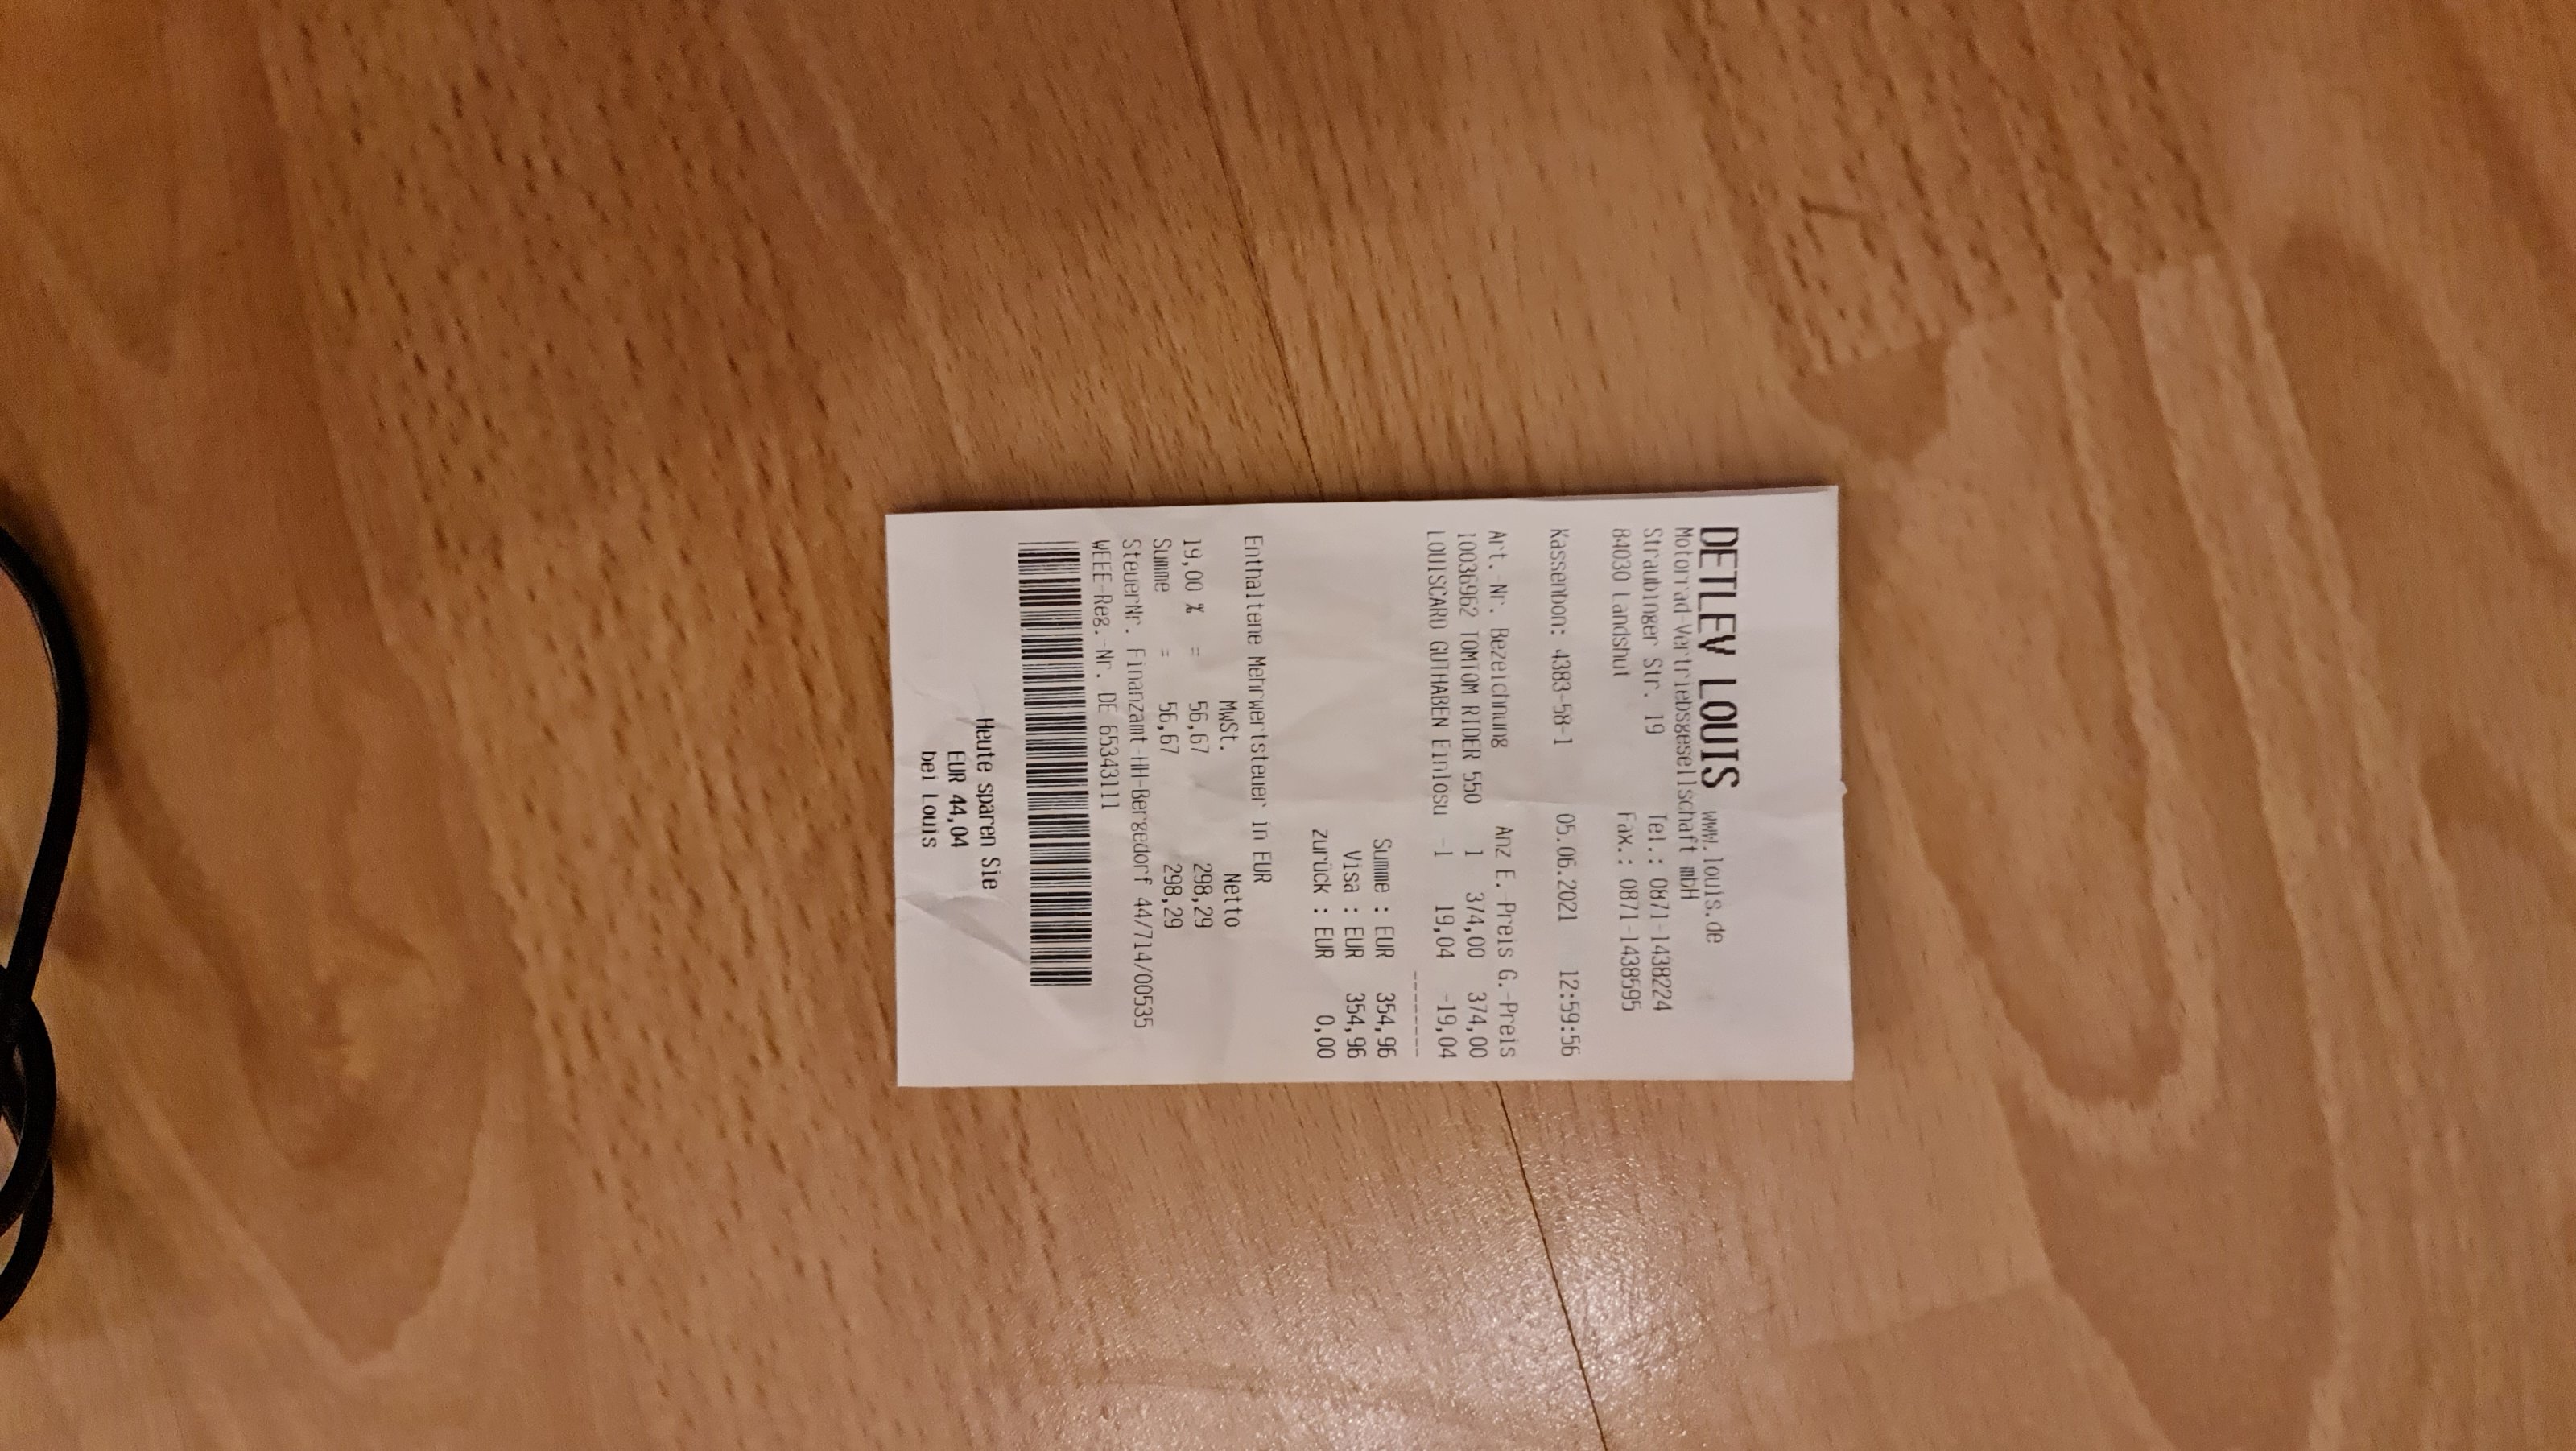 DETLEV LOUIS www.louis.de
Motorrad-Vertriebsgesellschaft mbH
Straubinger Str. 19 Tel.: 0871-1438224
84030 Landshut Fax.: 0871-1438595
Kassenbon: 4383-58-1 05.06.2021 12:59:56
Art.-Nr. Bezeichnung Anz E.-Preis G.-Preis
10036962 TOMTOM RIDER 550 1 374,00 374,00
LOUISCARD GUTHABEN Einlösu -1 19,04 -19,04
--------
Summe : EUR 354,96
Visa : EUR 354,96
zurück : EUR 0,00
Enthaltene Mehrwertsteuer in EUR
MwSt. Netto
19,00 % = 56,67 298,29
Summe = 56,67 298,29
SteuerNr. Finanzamt-HH-Bergedorf 44/714/00535
WEEE-Reg.-Nr. DE 65343111
Heute sparen Sie
EUR 44,04
bei Louis